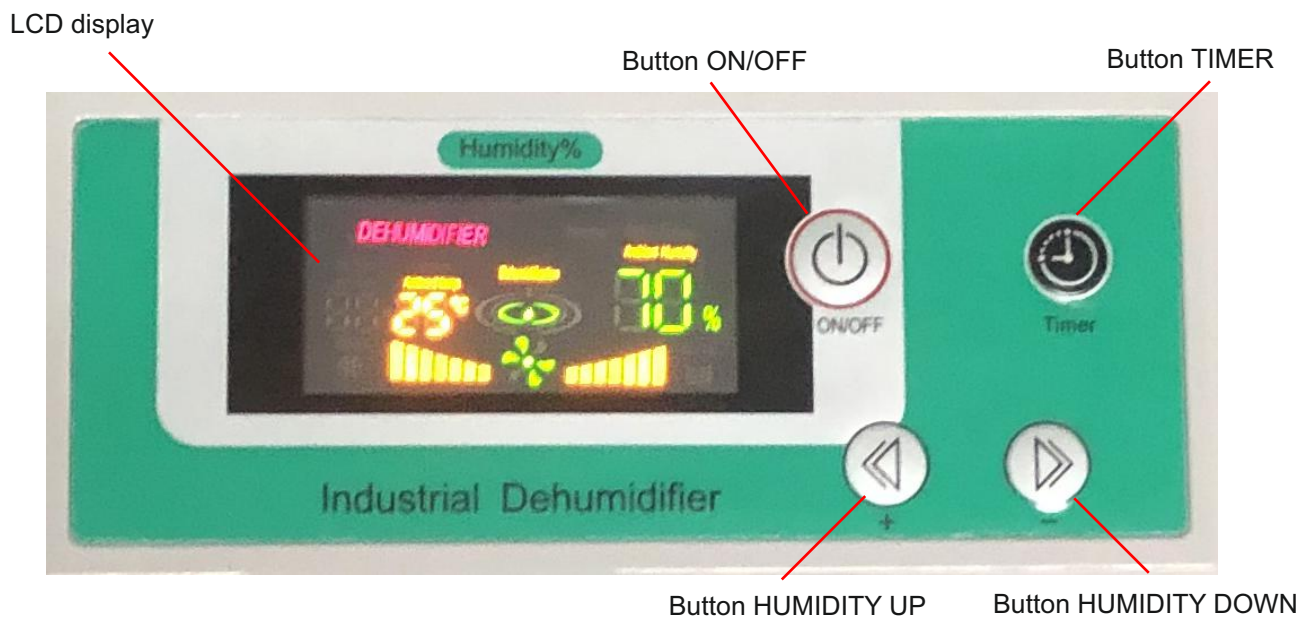 LCD display
Button ON/OFF
Button TIMER
Humidity%
DEHUMIDIFIER
25°
70%
ON/OFF
Timer
Industrial Dehumidifier
+
-
Button HUMIDITY UP
Button HUMIDITY DOWN